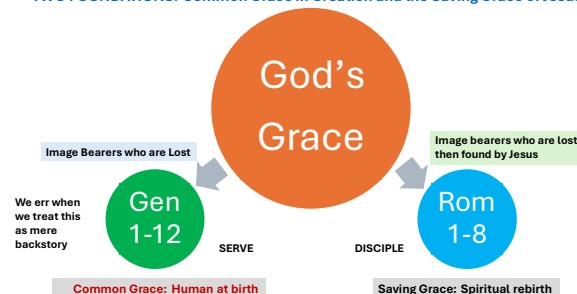 God's
Grace
Image Bearers who are Lost
Image bearers who are lost
then found by Jesus
We err when
we treat this
as mere
backstory
Gen
1-12
Rom
1-8
SERVE
DISCIPLE
Common Grace: Human at birth
Saving Grace: Spiritual rebirth